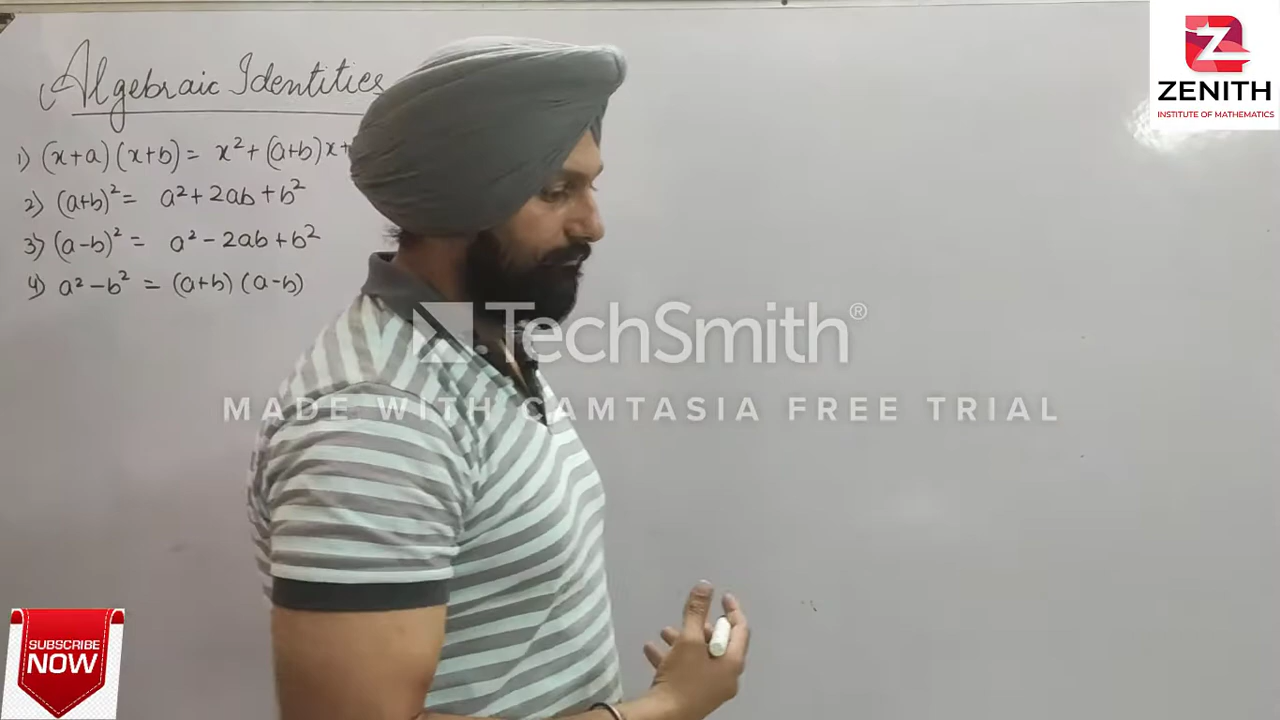 Algebraic Identities
1) (x+a) (x+b) = x² + (a+b)x+
2) (a+b)² = a² + 2ab + b²
3) (a-b)² = a² - 2ab + b²
4) a² - b² = (a+b) (a-b)
Z
ZENITH
INSTITUTE OF MATHEMATICS
TechSmith®
MADE WITH CAMTASIA FREE TRIAL
SUBSCRIBE
NOW